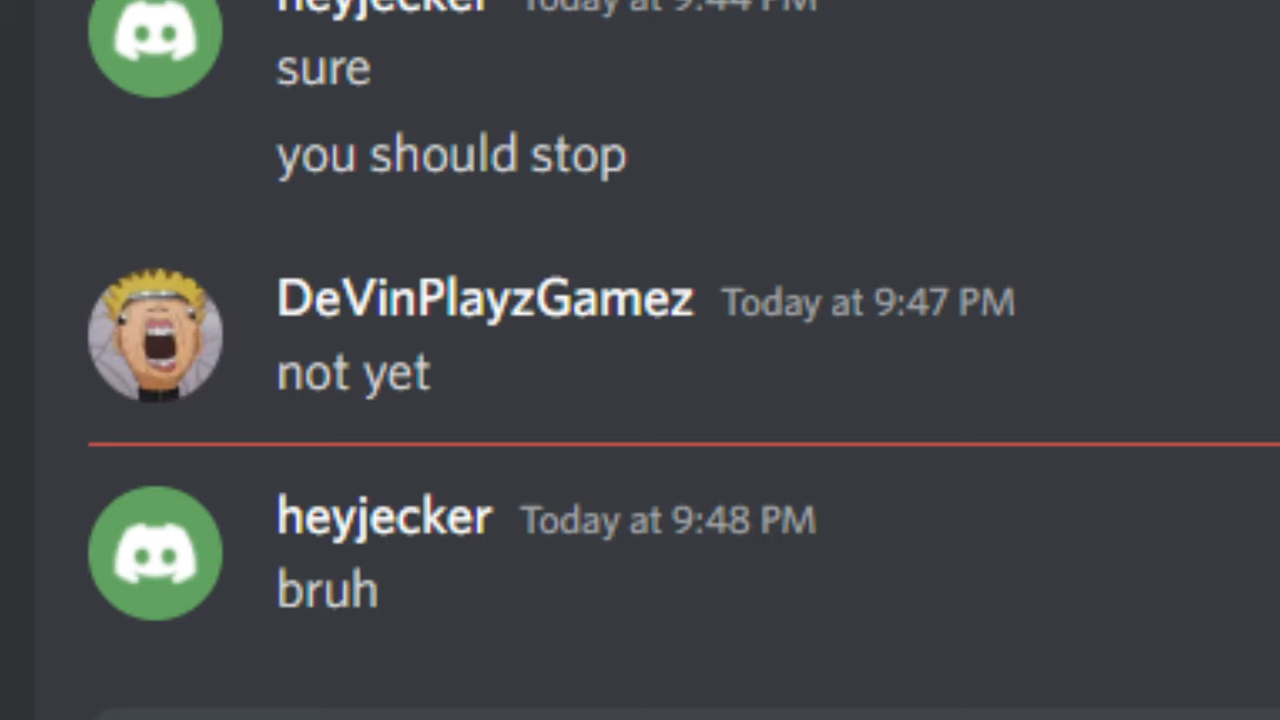 heyjecker Today at 9:44 PM
sure
you should stop
DeVinPlayzGamez Today at 9:47 PM
not yet
heyjecker Today at 9:48 PM
bruh